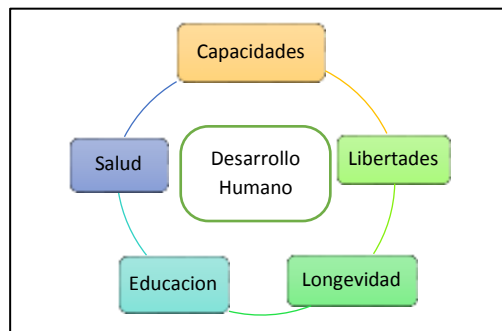 Capacidades
Salud
Desarrollo
Humano
Libertades
Educacion
Longevidad